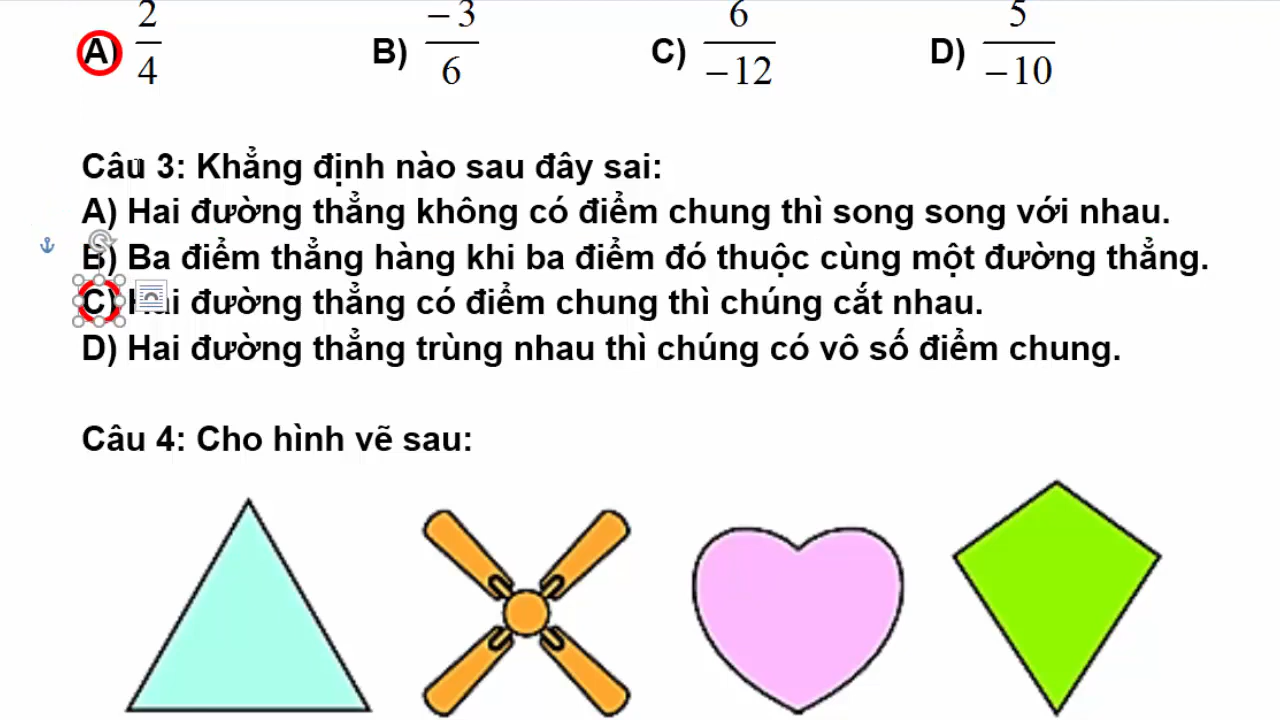 A) 2/4 B) -3/6 C) 6/-12 D) 5/-10
Câu 3: Khẳng định nào sau đây sai:
A) Hai đường thẳng không có điểm chung thì song song với nhau.
B) Ba điểm thẳng hàng khi ba điểm đó thuộc cùng một đường thẳng.
C) Hai đường thẳng có điểm chung thì chúng cắt nhau.
D) Hai đường thẳng trùng nhau thì chúng có vô số điểm chung.
Câu 4: Cho hình vẽ sau: